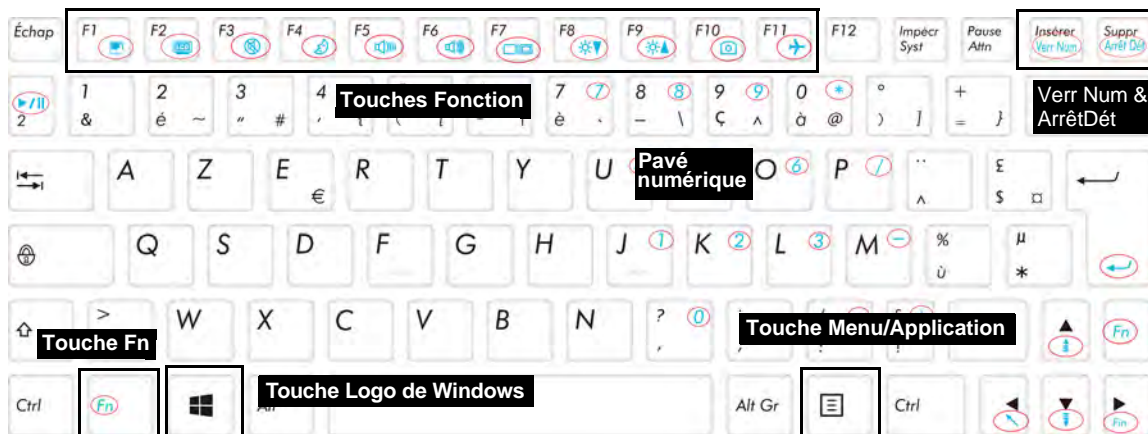 Échap F1 F2 F3 F4 F5 F6 F7 F8 F9 F10 F11 F12 Impécr Syst Pause Attn Insérer Verr Num Suppr Arrêt Dét
2 1 & 2 é ~ 3 " # 4 ' { ( [ Touches Fonction 7 7 è ` 8 8 _ \ 9 9 ç ^ 0 * à @ ° ) ] + = } Verr Num & ArrêtDét
A Z E € R T Y U Pavé numérique O 6 P / ¨ ^ £ $ ¤
Q S D F G H J 1 K 2 L 3 M - % ù µ *
> W X C V B N ? 0 , Touche Menu/Application Fn
Touche Fn
Ctrl Fn Touche Logo de Windows Alt Gr Ctrl Fin